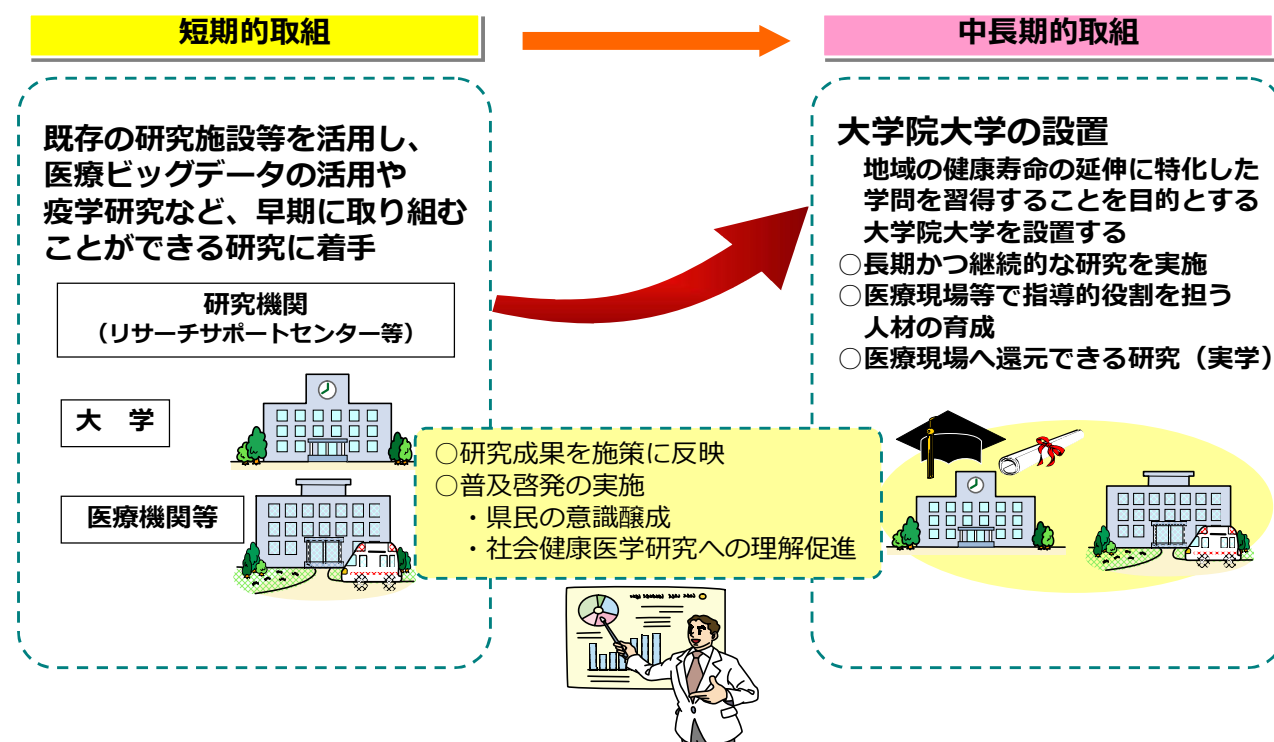 短期的取組
中長期的取組
既存の研究施設等を活用し、
医療ビッグデータの活用や
疫学研究など、早期に取り組む
ことができる研究に着手
研究機関
（リサーチサポートセンター等）
大　学
医療機関等
○研究成果を施策に反映
○普及啓発の実施
・県民の意識醸成
・社会健康医学研究への理解促進
大学院大学の設置
地域の健康寿命の延伸に特化した
学問を習得することを目的とする
大学院大学を設置する
○長期かつ継続的な研究を実施
○医療現場等で指導的役割を担う
人材の育成
○医療現場へ還元できる研究（実学）